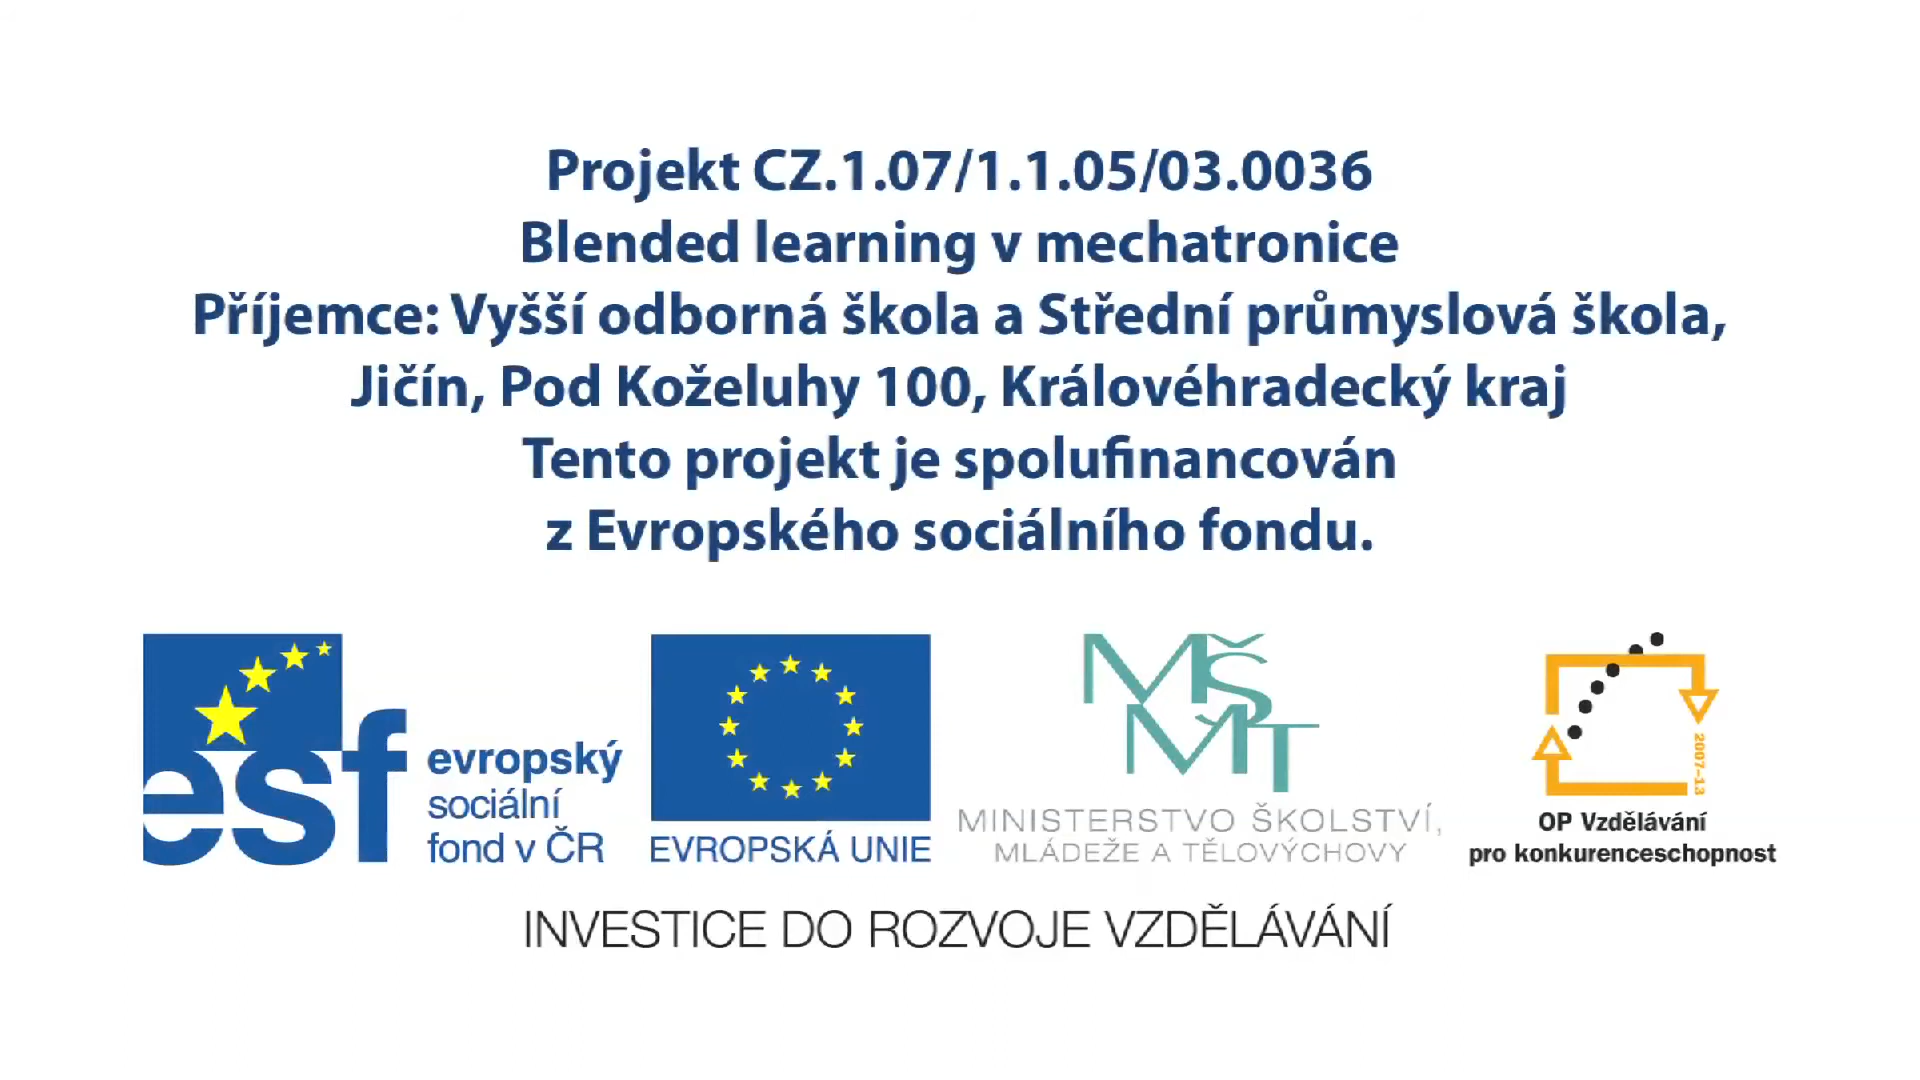 Projekt CZ.1.07/1.1.05/03.0036
Blended learning v mechatronice
Příjemce: Vyšší odborná škola a Střední průmyslová škola,
Jičín, Pod Koželuhy 100, Královéhradecký kraj
Tento projekt je spolufinancován
z Evropského sociálního fondu.
esf
evropský
sociální
fond v ČR
EVROPSKÁ UNIE
MŠ
MT
MINISTERSTVO ŠKOLSTVÍ,
MLÁDEŽE A TĚLOVÝCHOVY
2007-13
OP Vzdělávání
pro konkurenceschopnost
INVESTICE DO ROZVOJE VZDĚLÁVÁNÍ